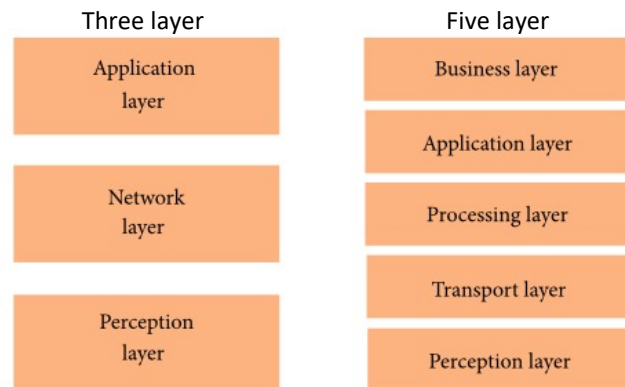 Three layer
Application
layer
Network
layer
Perception
layer
Five layer
Business layer
Application layer
Processing layer
Transport layer
Perception layer